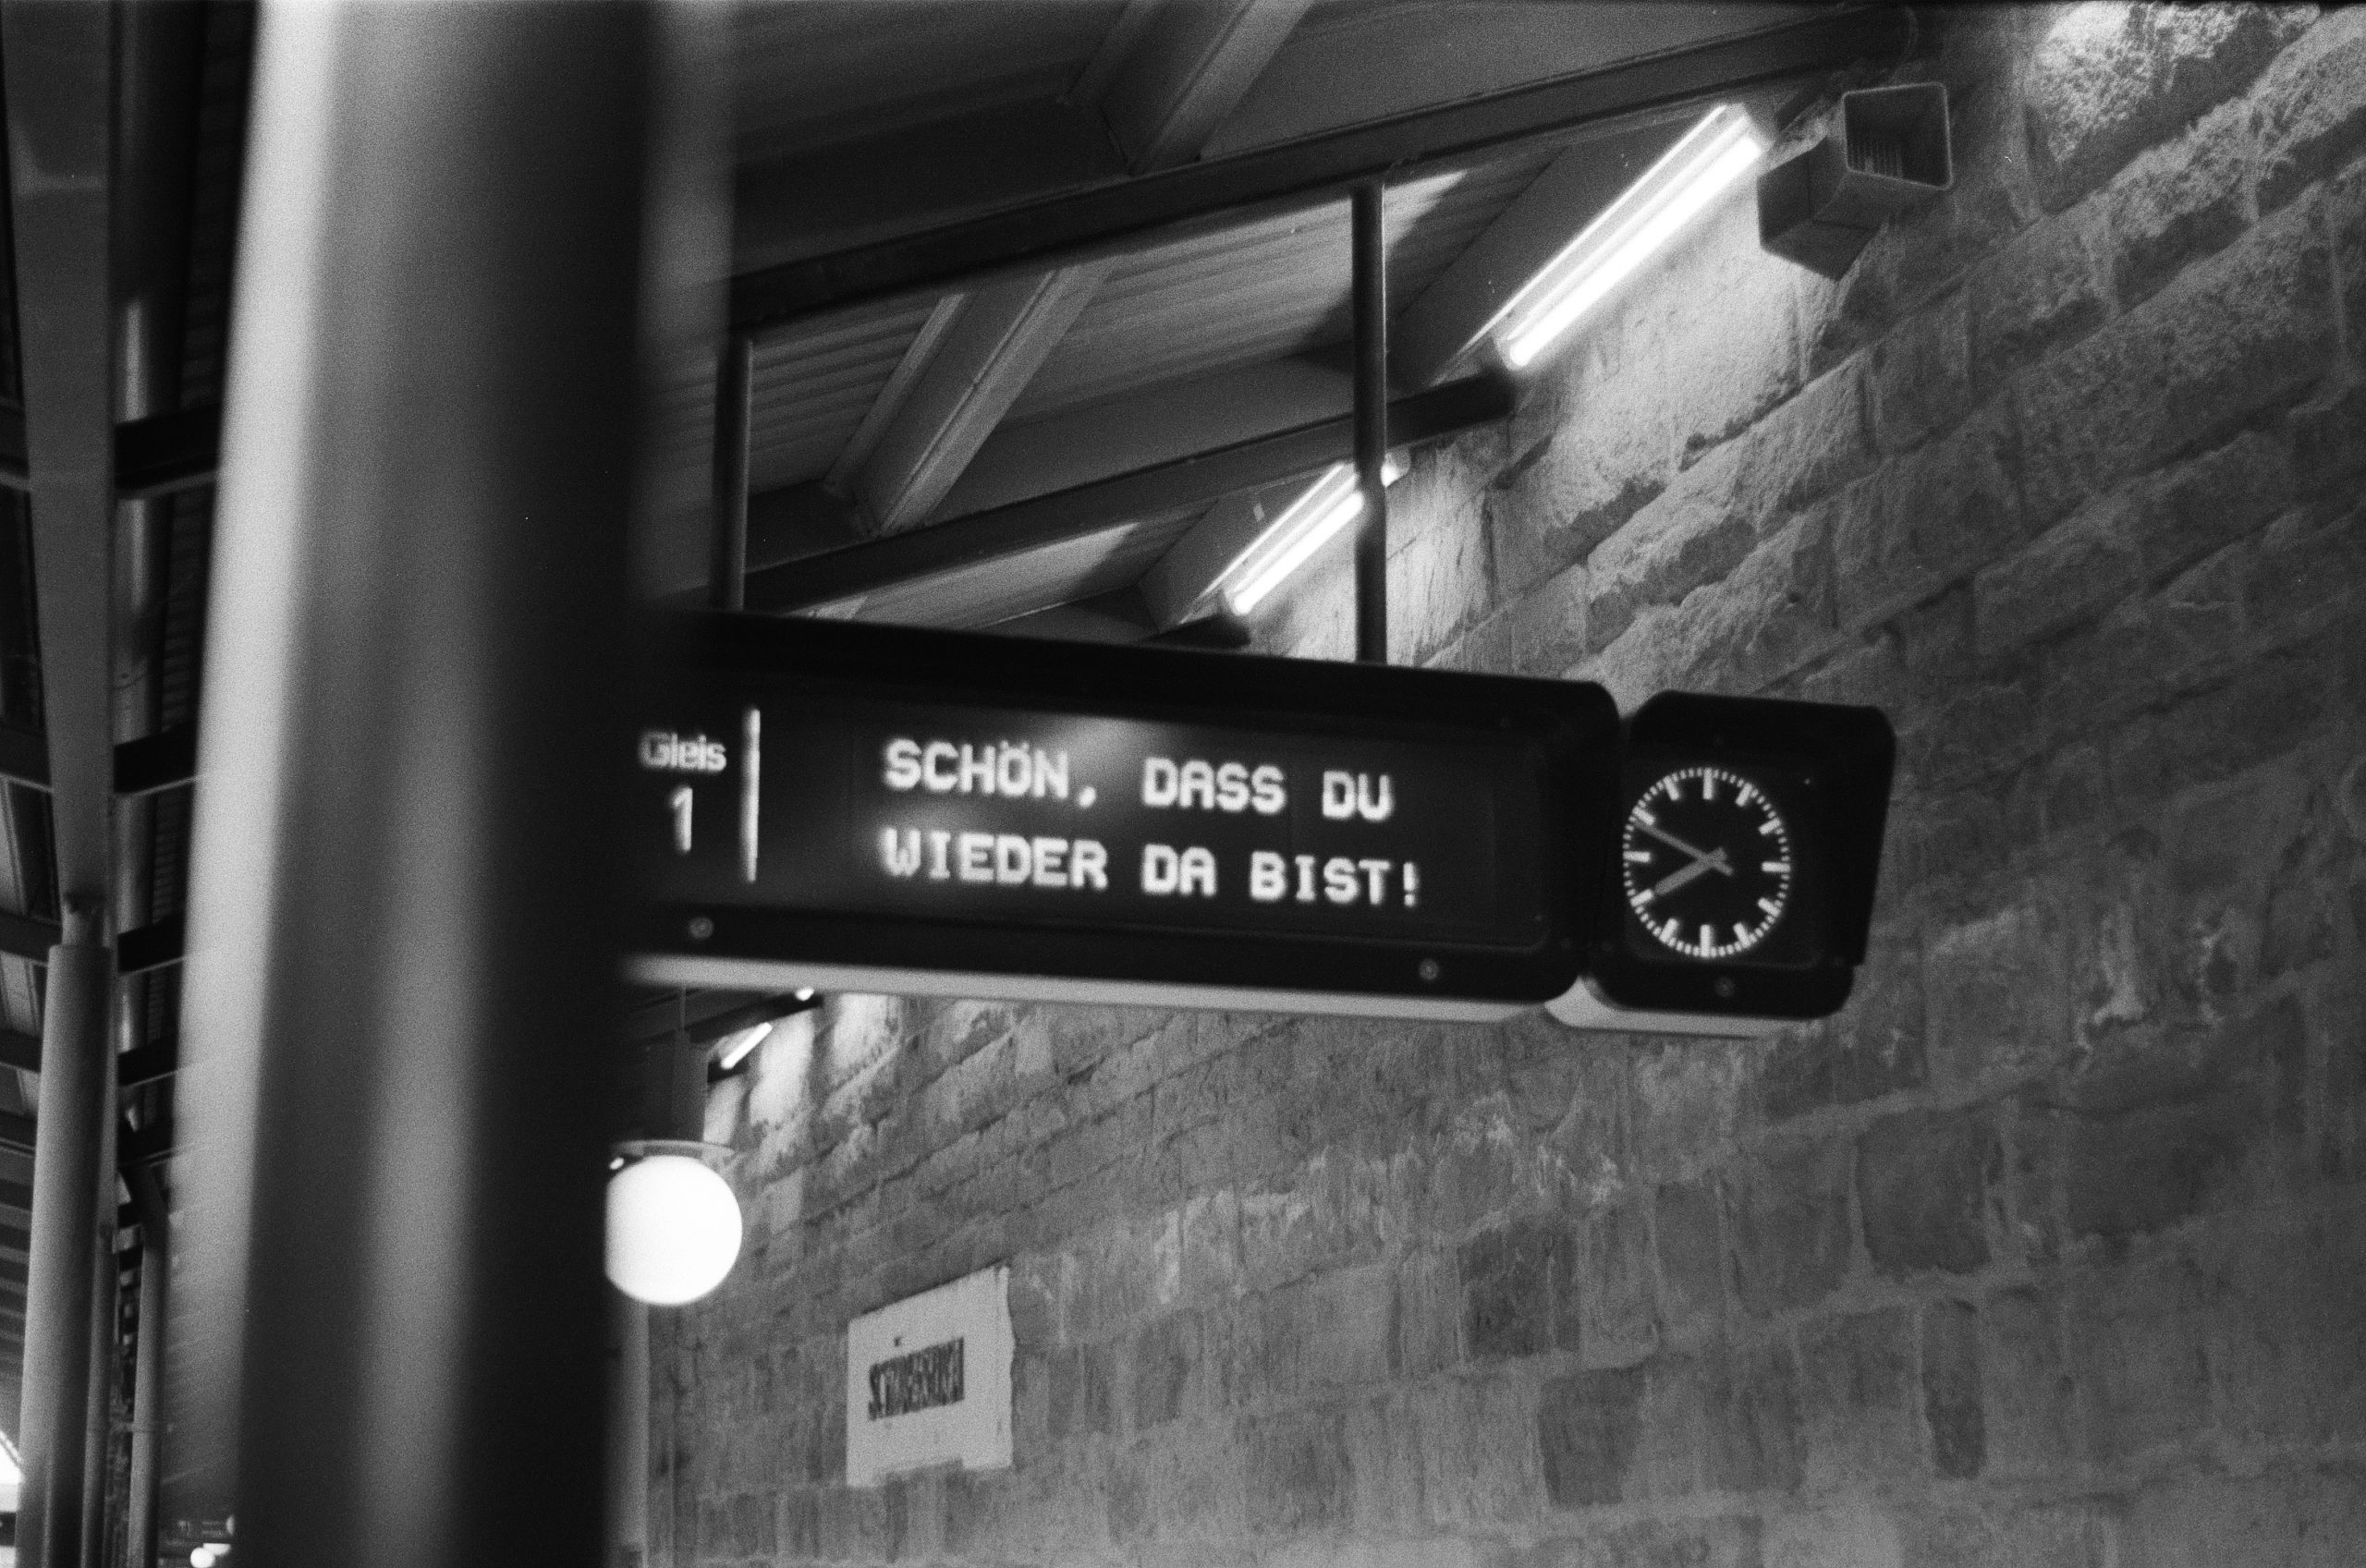 Gleis
1
SCHÖN, DASS DU
WIEDER DA BIST!